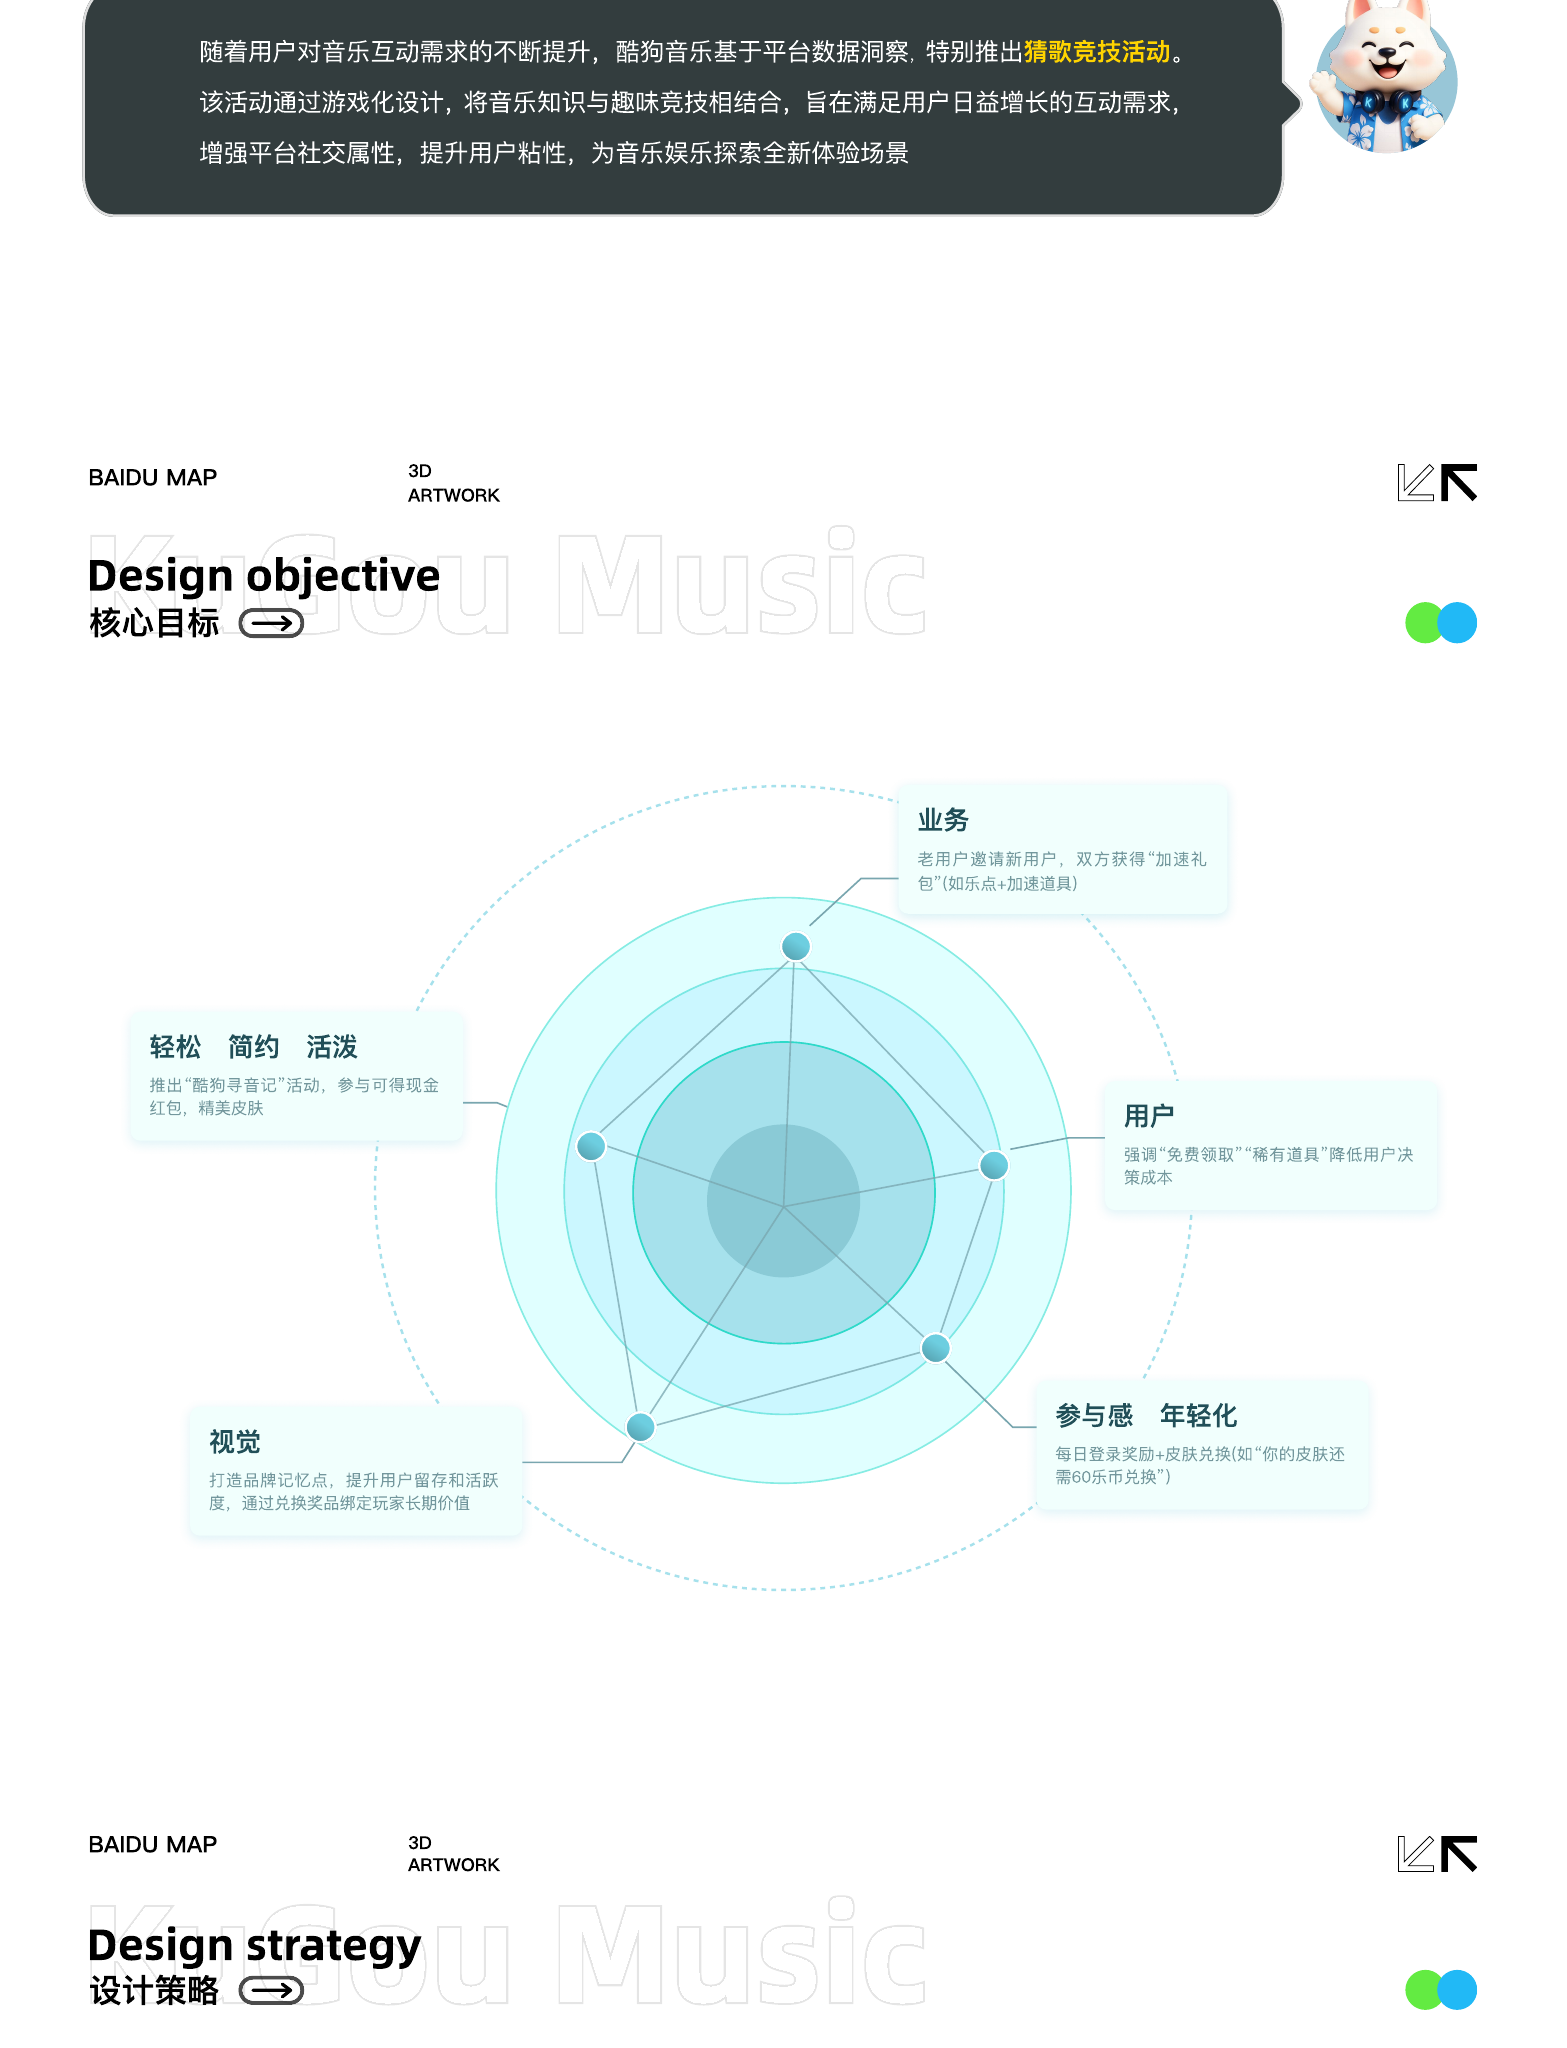 随着用户对音乐互动需求的不断提升，酷狗音乐基于平台数据洞察，特别推出猜歌竞技活动。
该活动通过游戏化设计，将音乐知识与趣味竞技相结合，旨在满足用户日益增长的互动需求，
增强平台社交属性，提升用户粘性，为音乐娱乐探索全新体验场景
BAIDU MAP
3D
ARTWORK
KuGou Music
Design objective
核心目标
业务
老用户邀请新用户，双方获得“加速礼
包”(如乐点+加速道具)
轻松 简约 活泼
推出“酷狗寻音记”活动，参与可得现金
红包，精美皮肤
用户
强调“免费领取”“稀有道具”降低用户决
策成本
参与感 年轻化
每日登录奖励+皮肤兑换(如“你的皮肤还
需60乐币兑换”)
视觉
打造品牌记忆点，提升用户留存和活跃
度，通过兑换奖品绑定玩家长期价值
BAIDU MAP
3D
ARTWORK
KuGou Music
Design strategy
设计策略